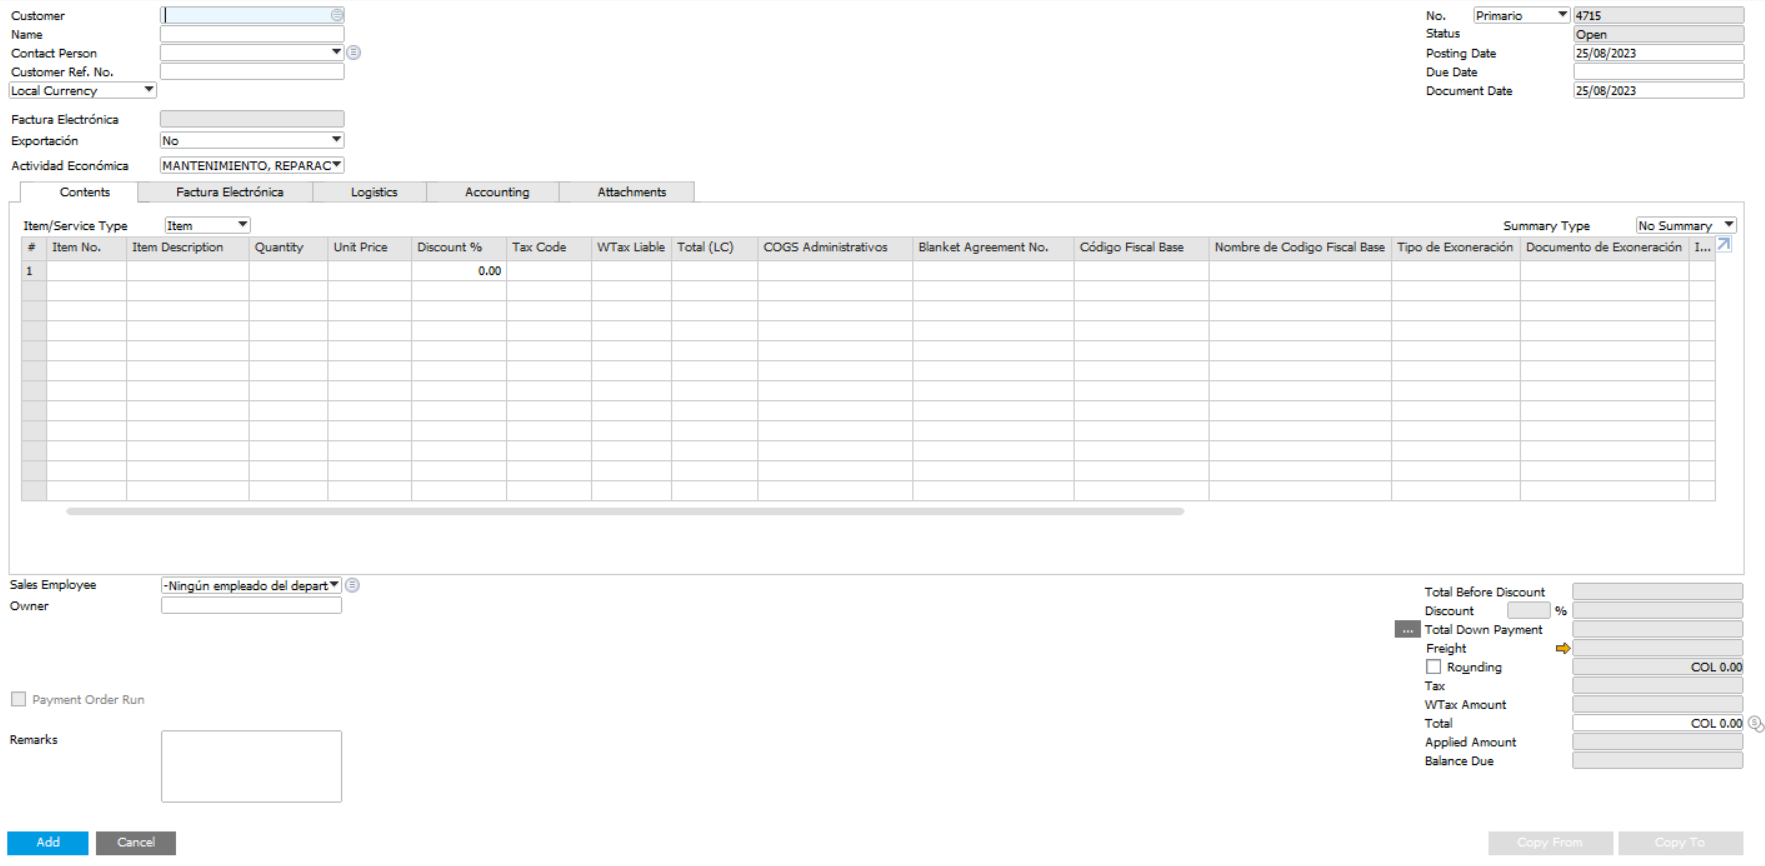 Customer
Name
Contact Person
Customer Ref. No.
Local Currency
Factura Electrónica
Exportación No
Actividad Económica MANTENIMIENTO, REPARAC
No. Primario 4715
Status Open
Posting Date 25/08/2023
Due Date
Document Date 25/08/2023
Contents Factura Electrónica Logistics Accounting Attachments
Item/Service Type Item Summary Type No Summary
# Item No. Item Description Quantity Unit Price Discount % Tax Code WTax Liable Total (LC) COGS Administrativos Blanket Agreement No. Código Fiscal Base Nombre de Codigo Fiscal Base Tipo de Exoneración Documento de Exoneración I...
1 0.00
Sales Employee -Ningún empleado del depart
Owner
Payment Order Run
Remarks
Total Before Discount
Discount %
... Total Down Payment
Freight
Rounding COL 0.00
Tax
WTax Amount
Total COL 0.00
Applied Amount
Balance Due
Add Cancel Copy From Copy To